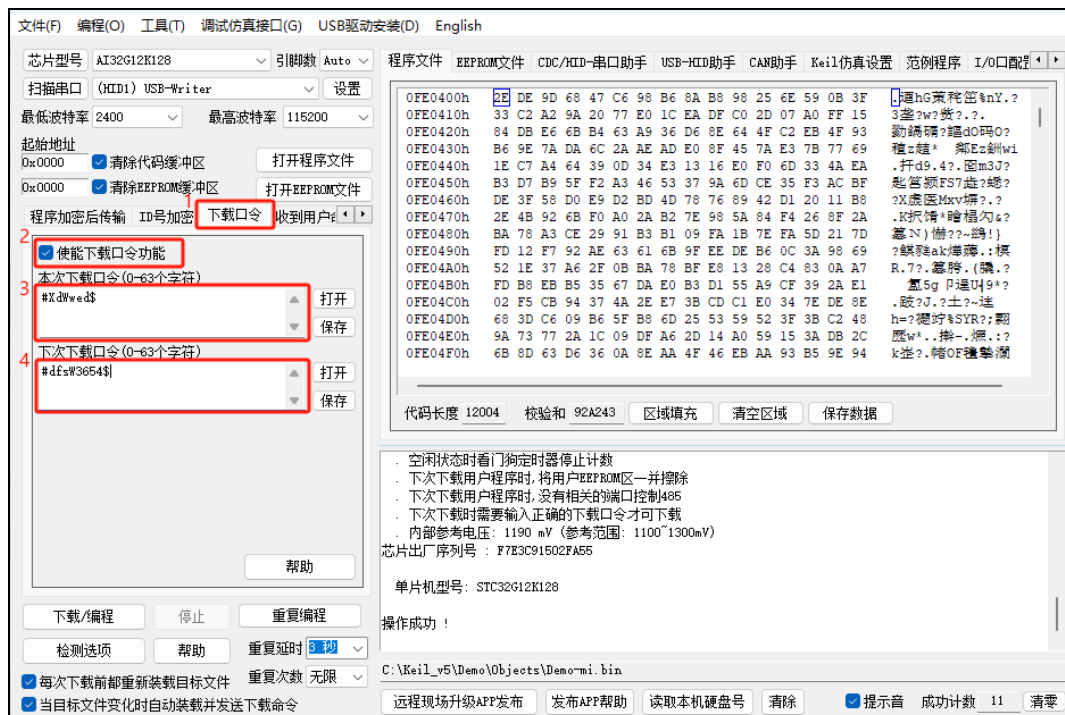 文件(F) 编程(O) 工具(T) 调试仿真接口(G) USB驱动安装(D) English
芯片型号 AI32G12K128 引脚数 Auto
扫描串口 (HID1) USB-Writer 设置
最低波特率 2400 最高波特率 115200
起始地址
0x0000 清除代码缓冲区 打开程序文件
0x0000 清除EEPROM缓冲区 打开EEPROM文件
1
程序加密后传输 ID号加密 下载口令 收到用户
2
使能下载口令功能
本次下载口令(0-63个字符)
3
#XdWwed$
打开
保存
下次下载口令(0-63个字符)
4
#dfsW3654$
打开
保存
帮助
下载/编程 停止 重复编程
检测选项 帮助 重复延时 3 秒
每次下载前都重新装载目标文件 重复次数 无限
当目标文件变化时自动装载并发送下载命令
程序文件 EEPROM文件 CDC/HID-串口助手 USB-HID助手 CAN助手 Keil仿真设置 范例程序 I/O口配置
0FE0400h 2E DE 9D 68 47 C6 98 B6 8A B8 98 25 6E 59 0B 3F
0FE0410h 33 C2 A2 9A 20 77 E0 1C EA DF C0 2D 07 A0 FF 15
0FE0420h 84 DB E6 6B B4 63 A9 36 D6 8E 64 4F C2 EB 4F 93
0FE0430h B6 9E 7A DA 6C 2A AE AD E0 8F 45 7A E3 7B 77 69
0FE0440h 1E C7 A4 64 39 0D 34 E3 13 16 E0 F0 6D 33 4A EA
0FE0450h B3 D7 B9 5F F2 A3 46 53 37 9A 6D CE 35 F3 AC BF
0FE0460h DE 3F 58 D0 E9 D2 BD 4D 78 76 89 42 D1 20 11 B8
0FE0470h 2E 4B 92 6B F0 A0 2A B2 7E 98 5A 84 F4 26 8F 2A
0FE0480h BA 78 A3 CE 29 91 B3 B1 09 FA 1B 7E FA 5D 21 7D
0FE0490h FD 12 F7 92 AE 63 61 6B 9F EE DE B6 0C 3A 98 69
0FE04A0h 52 1E 37 A6 2F 0B BA 78 BF E8 13 28 C4 83 0A A7
0FE04B0h FD B8 EB B5 35 67 DA E0 B3 D1 55 A9 CF 39 2A E1
0FE04C0h 02 F5 CB 94 37 4A 2E E7 3B CD C1 E0 34 7E DE 8E
0FE04D0h 68 3D C6 09 B6 5F B8 6D 25 53 59 52 3F 3B C2 48
0FE04E0h 9A 73 77 2A 1C 09 DF A6 2D 14 A0 59 15 3A DB 2C
0FE04F0h 6B 8D 63 D6 36 0A 8E AA 4F 46 EB AA 93 B5 9E 94
代码长度 12004 校验和 92A243 区域填充 清空区域 保存数据
. 空闲状态时看门狗定时器停止计数
. 下次下载用户程序时,将用户EEPROM区一并擦除
. 下次下载用户程序时,没有相关的端口控制485
. 下次下载时需要输入正确的下载口令才可下载
. 内部参考电压: 1190 mV (参考范围: 1100~1300mV)
芯片出厂序列号 : F7E3C91502FA55
单片机型号: STC32G12K128
操作成功 !
C:\Keil_v5\Demo\Objects\Demo-mi.bin
远程现场升级APP发布 发布APP帮助 读取本机硬盘号 清除 提示音 成功计数 11 清零